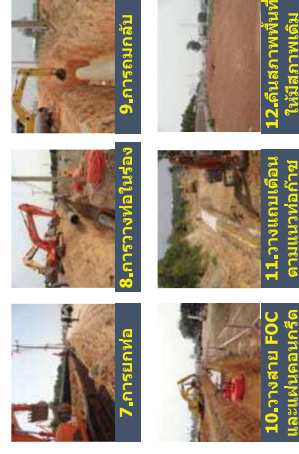 7.การยกท่อ
8.การวางท่อในร่อง
9.การถมกลับ
10.วางสาย FOC
และแผ่นคอนกรีต
11.วางแถบเตือน
ตามแนวท่อก๊าซ
12.คืนสภาพพื้นที่
ให้มีสภาพเดิม